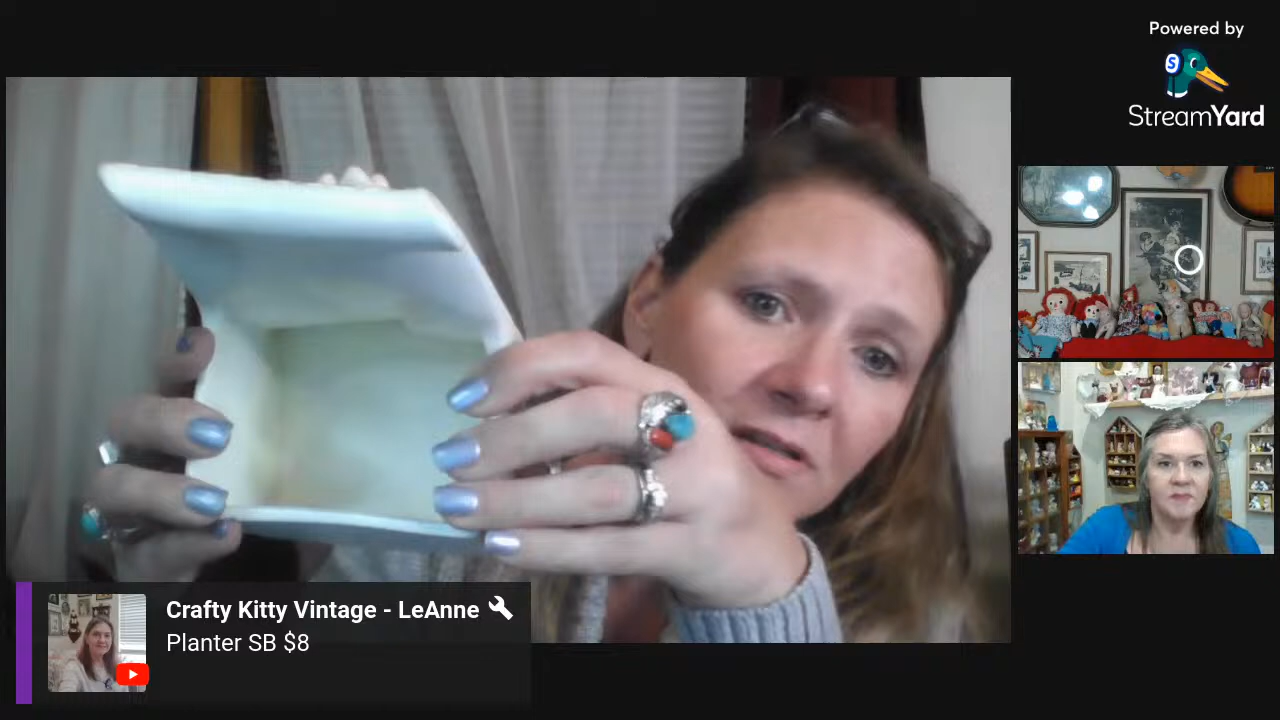 Powered by
S
StreamYard
Crafty Kitty Vintage - LeAnne
Planter SB $8